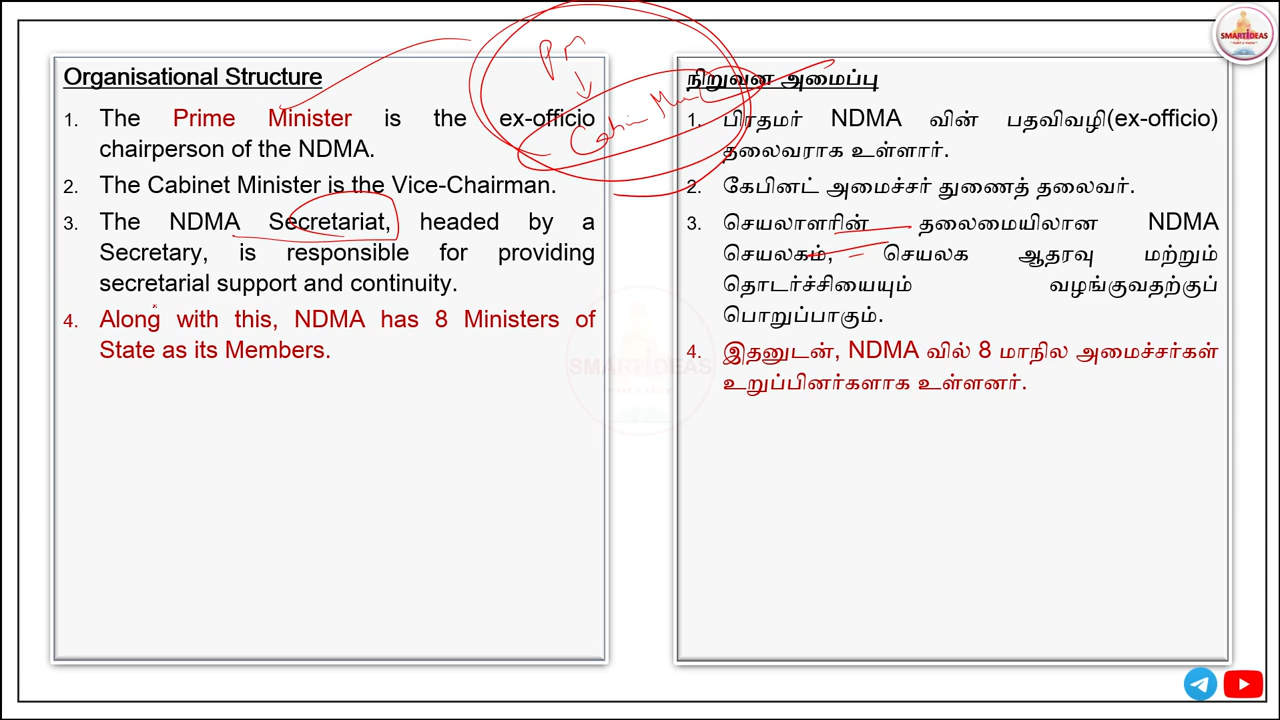 SMARTIDEAS
Pm
Organisational Structure
1. The Prime Minister is the ex-officio
chairperson of the NDMA.
2. The Cabinet Minister is the Vice-Chairman.
3. The NDMA Secretariat, headed by a
Secretary, is responsible for providing
secretarial support and continuity.
4. Along with this, NDMA has 8 Ministers of
State as its Members.
நிறுவன அமைப்பு
1. பிரதமர் NDMA வின் பதவிவழி(ex-officio)
தலைவராக உள்ளார்.
2. கேபினட் அமைச்சர் துணைத் தலைவர்.
3. செயலாளரின் தலைமையிலான NDMA
செயலகம், செயலக ஆதரவு மற்றும்
தொடர்ச்சியையும் வழங்குவதற்குப்
பொறுப்பாகும்.
4. இதனுடன், NDMA வில் 8 மாநில அமைச்சர்கள்
உறுப்பினர்களாக உள்ளனர்.
SMARTIDEAS